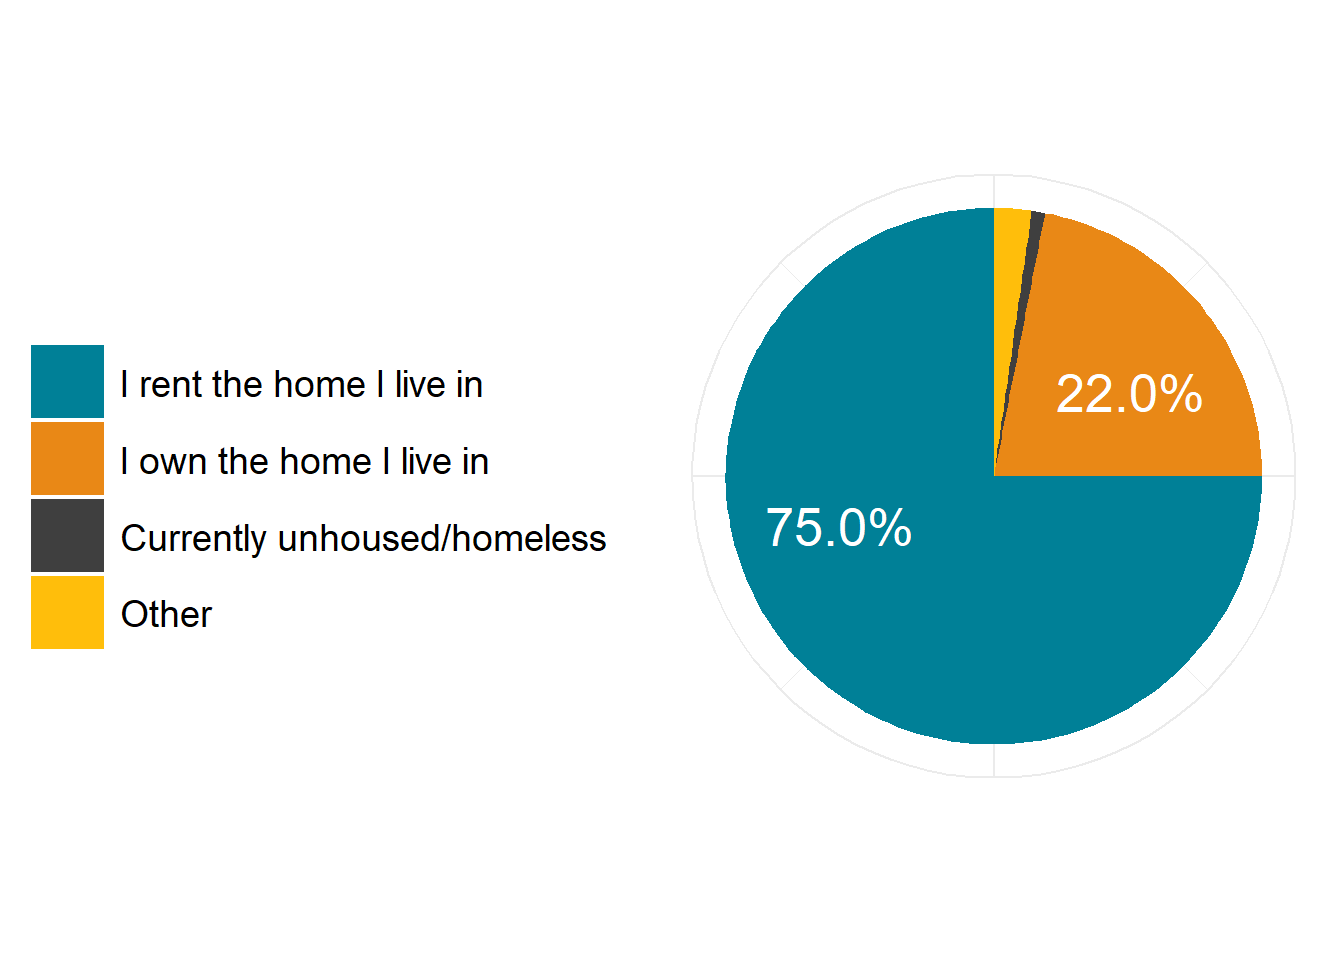 I rent the home I live in
I own the home I live in
Currently unhoused/homeless
Other
22.0%
75.0%